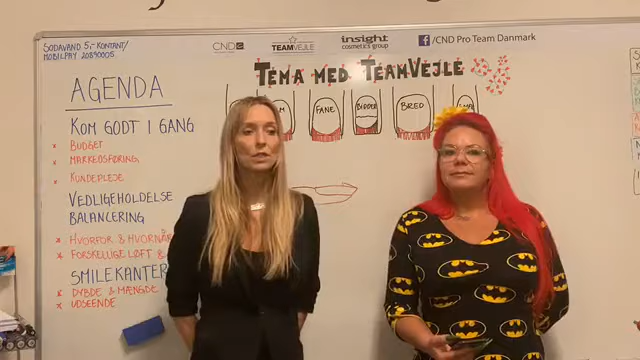 SODAVAND 5,- KONTANT/
MOBILPAY 20890005
CND
TEAMVEJLE
insight
cosmetics group
/CND Pro Team Danmark
TEMA MED TEAMVEJLE
AGENDA
FANE
BRED
KOM GODT I GANG
x BUDGET
x MARKEDSFØRING
x KUNDEPLEJE
VEDLIGEHOLDELSE
BALANCERING
x HVORFOR & HVORNÅR
x FORSKELLIGE LØFT &
SMILEKANTER
x DYBDE & MÆNGDE
x UDSEENDE